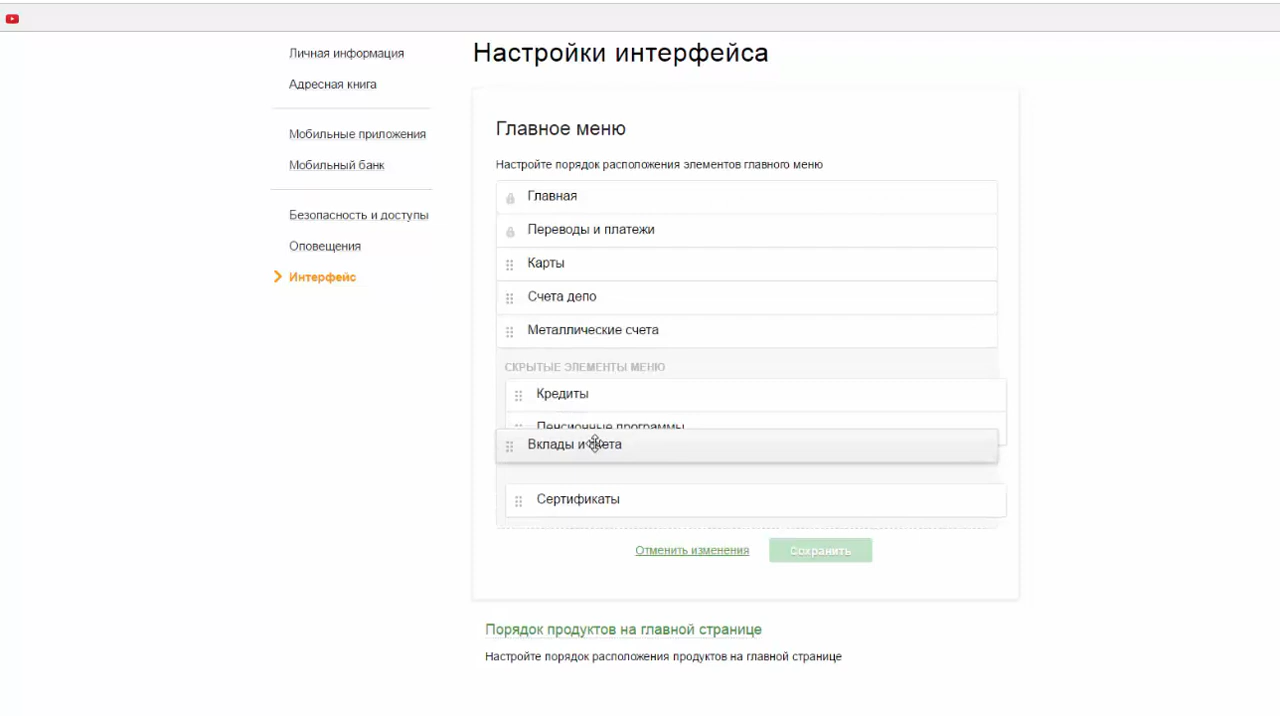 Личная информация
Адресная книга
Мобильные приложения
Мобильный банк
Безопасность и доступы
Оповещения
Интерфейс
Настройки интерфейса
Главное меню
Настройте порядок расположения элементов главного меню
Главная
Переводы и платежи
Карты
Счета депо
Металлические счета
СКРЫТЫЕ ЭЛЕМЕНТЫ МЕНЮ
Кредиты
Пенсионные программы
Вклады и счета
Сертификаты
Отменить изменения
Сохранить
Порядок продуктов на главной странице
Настройте порядок расположения продуктов на главной странице